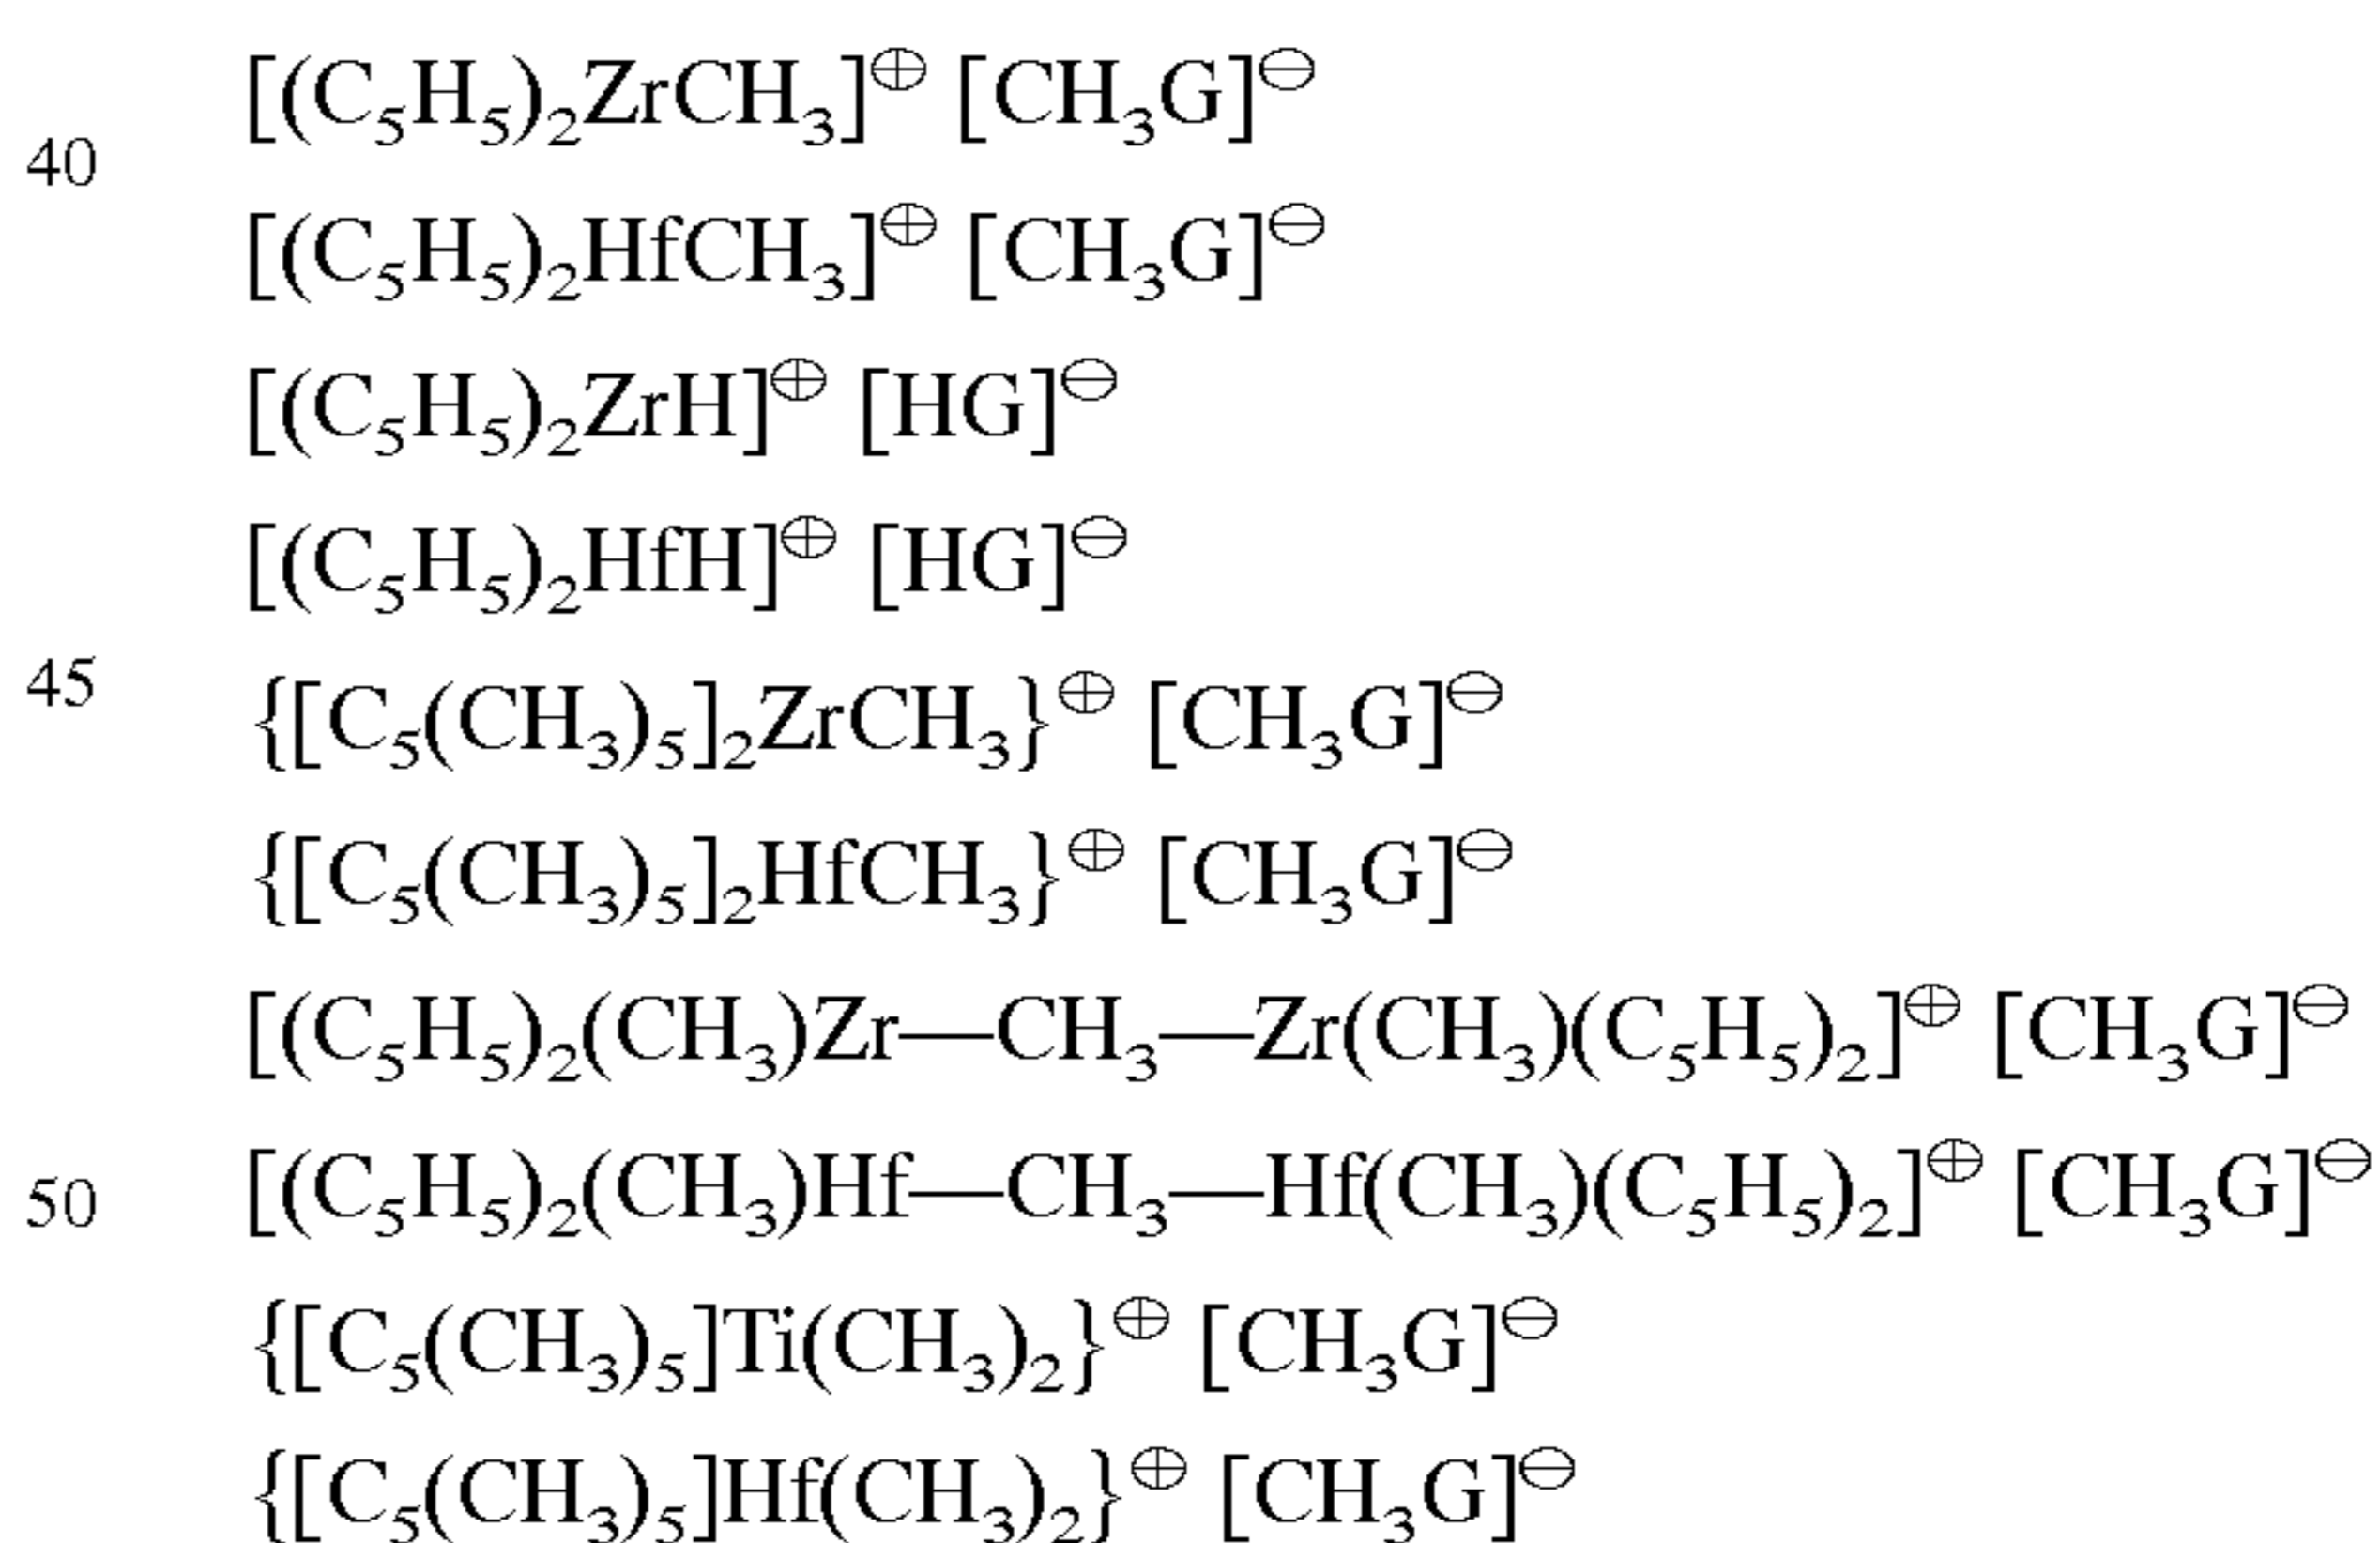 [(C₅H₅)₂ZrCH₃]⊕ [CH₃G]⊖
40
[(C₅H₅)₂HfCH₃]⊕ [CH₃G]⊖
[(C₅H₅)₂ZrH]⊕ [HG]⊖
[(C₅H₅)₂HfH]⊕ [HG]⊖
45
{[C₅(CH₃)₅]₂ZrCH₃}⊕ [CH₃G]⊖
{[C₅(CH₃)₅]₂HfCH₃}⊕ [CH₃G]⊖
[(C₅H₅)₂(CH₃)Zr—CH₃—Zr(CH₃)(C₅H₅)₂]⊕ [CH₃G]⊖
50 [(C₅H₅)₂(CH₃)Hf—CH₃—Hf(CH₃)(C₅H₅)₂]⊕ [CH₃G]⊖
{[C₅(CH₃)₅]Ti(CH₃)₂}⊕ [CH₃G]⊖
{[C₅(CH₃)₅]Hf(CH₃)₂}⊕ [CH₃G]⊖